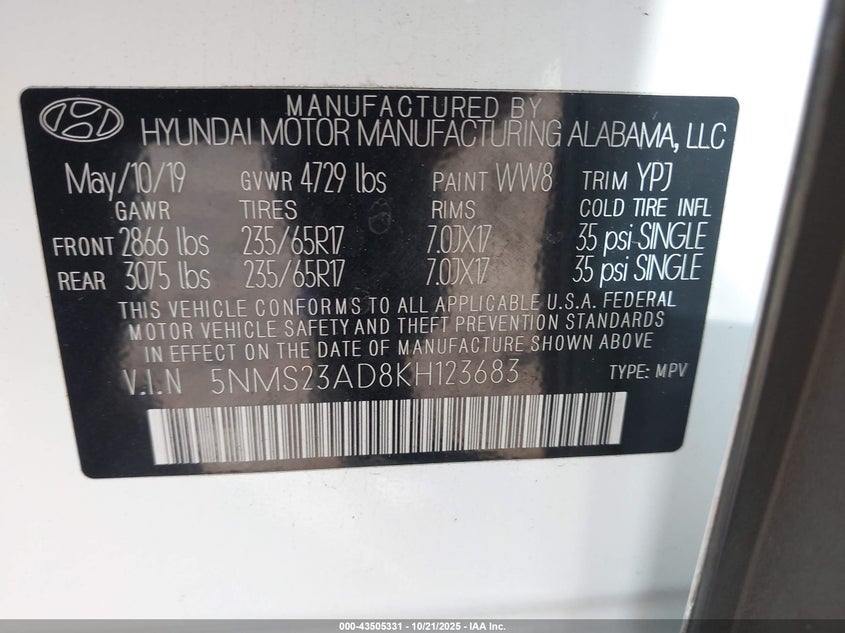 MANUFACTURED BY
HYUNDAI MOTOR MANUFACTURING ALABAMA, LLC
May/10/19 GVWR 4729 lbs PAINT WW8 TRIM YPJ
GAWR TIRES RIMS COLD TIRE INFL
FRONT 2866 lbs 235/65R17 7.0JX17 35 psi SINGLE
REAR 3075 lbs 235/65R17 7.0JX17 35 psi SINGLE
THIS VEHICLE CONFORMS TO ALL APPLICABLE U.S.A. FEDERAL
MOTOR VEHICLE SAFETY AND THEFT PREVENTION STANDARDS
IN EFFECT ON THE DATE OF MANUFACTURE SHOWN ABOVE
V.I.N 5NMS23AD8KH123683 TYPE: MPV
000-43505331 - 10/21/2025 - IAA Inc.